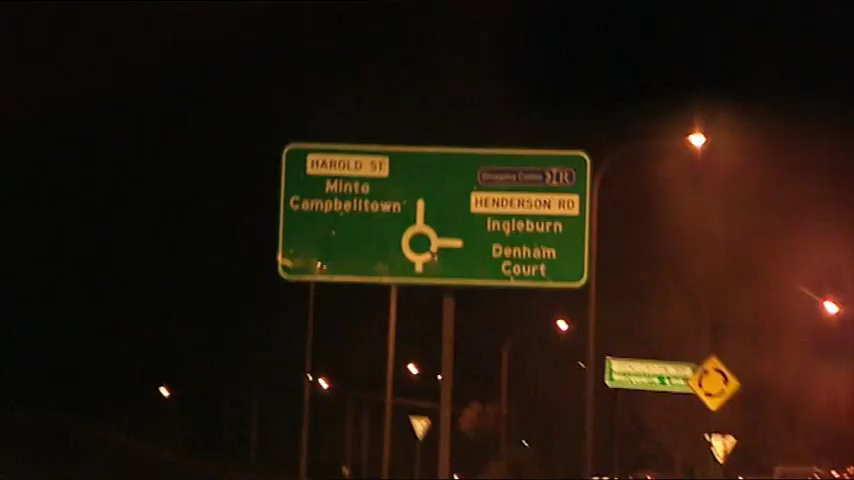 HAROLD ST
Minto
Campbelltown
Shopping Centre
HENDERSON RD
Ingleburn
Denham
Court